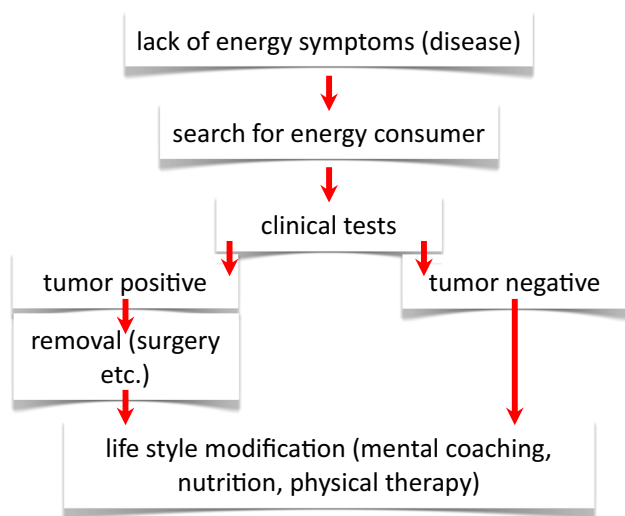 lack of energy symptoms (disease)
search for energy consumer
clinical tests
tumor positive
tumor negative
removal (surgery
etc.)
life style modification (mental coaching,
nutrition, physical therapy)